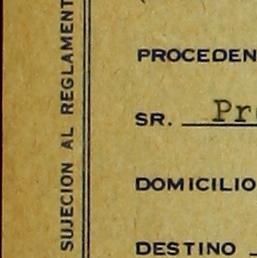 SUJECION AL REGLAMENT
PROCEDEN
SR. Pr
DOMICILIO
DESTINO